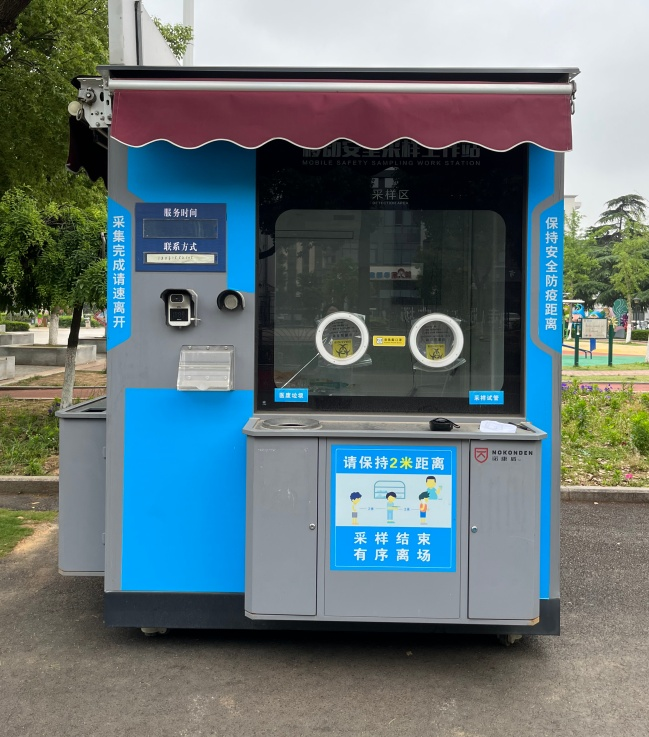 移动安全采样工作站
MOBILE SAFETY SAMPLING WORK STATION
采样区
服务时间
联系方式
采集完成请速离开
保持安全防疫距离
医废垃圾
采样试管
请保持2米距离
采样结束
有序离场
NOKONDEN